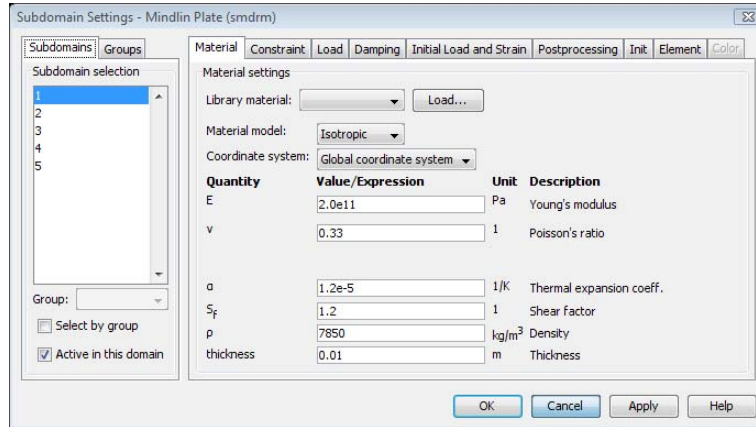 Subdomain Settings - Mindlin Plate (smdrm)
Subdomains Groups
Material Constraint Load Damping Initial Load and Strain Postprocessing Init Element Color
Subdomain selection
1
2
3
4
5
Group:
Select by group
Active in this domain
Material settings
Library material: Load...
Material model: Isotropic
Coordinate system: Global coordinate system
Quantity Value/Expression Unit Description
E 2.0e11 Pa Young's modulus
ν 0.33 1 Poisson's ratio
α 1.2e-5 1/K Thermal expansion coeff.
Sf 1.2 1 Shear factor
ρ 7850 kg/m³ Density
thickness 0.01 m Thickness
OK Cancel Apply Help